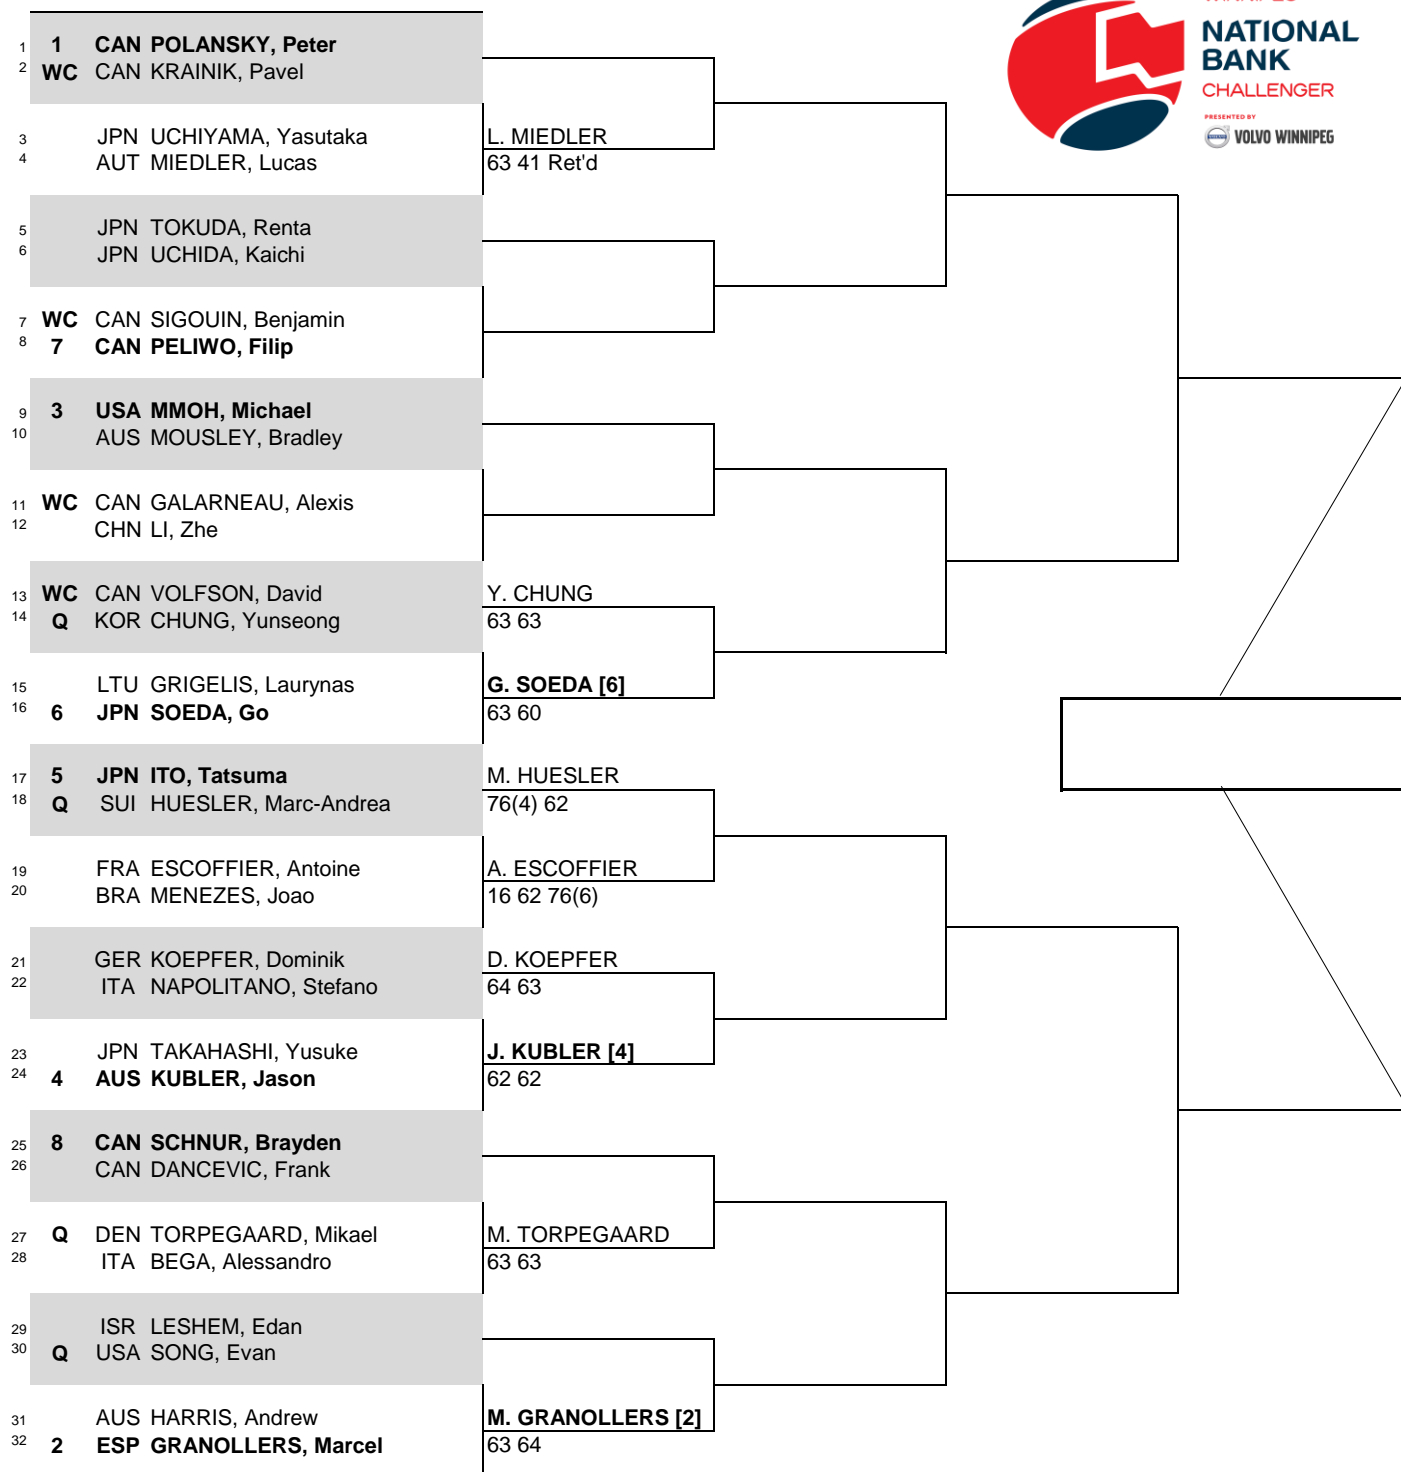 WINNIPEG
NATIONAL
BANK
CHALLENGER
PRESENTED BY
VOLVO WINNIPEG
1 1 CAN POLANSKY, Peter
2 WC CAN KRAINIK, Pavel
3 JPN UCHIYAMA, Yasutaka
4 AUT MIEDLER, Lucas
L. MIEDLER
63 41 Ret'd
5 JPN TOKUDA, Renta
6 JPN UCHIDA, Kaichi
7 WC CAN SIGOUIN, Benjamin
8 7 CAN PELIWO, Filip
9 3 USA MMOH, Michael
10 AUS MOUSLEY, Bradley
11 WC CAN GALARNEAU, Alexis
12 CHN LI, Zhe
13 WC CAN VOLFSON, David
14 Q KOR CHUNG, Yunseong
Y. CHUNG
63 63
15 LTU GRIGELIS, Laurynas
16 6 JPN SOEDA, Go
G. SOEDA [6]
63 60
17 5 JPN ITO, Tatsuma
18 Q SUI HUESLER, Marc-Andrea
M. HUESLER
76(4) 62
19 FRA ESCOFFIER, Antoine
20 BRA MENEZES, Joao
A. ESCOFFIER
16 62 76(6)
21 GER KOEPFER, Dominik
22 ITA NAPOLITANO, Stefano
D. KOEPFER
64 63
23 JPN TAKAHASHI, Yusuke
24 4 AUS KUBLER, Jason
J. KUBLER [4]
62 62
25 8 CAN SCHNUR, Brayden
26 CAN DANCEVIC, Frank
27 Q DEN TORPEGAARD, Mikael
28 ITA BEGA, Alessandro
M. TORPEGAARD
63 63
29 ISR LESHEM, Edan
30 Q USA SONG, Evan
31 AUS HARRIS, Andrew
32 2 ESP GRANOLLERS, Marcel
M. GRANOLLERS [2]
63 64